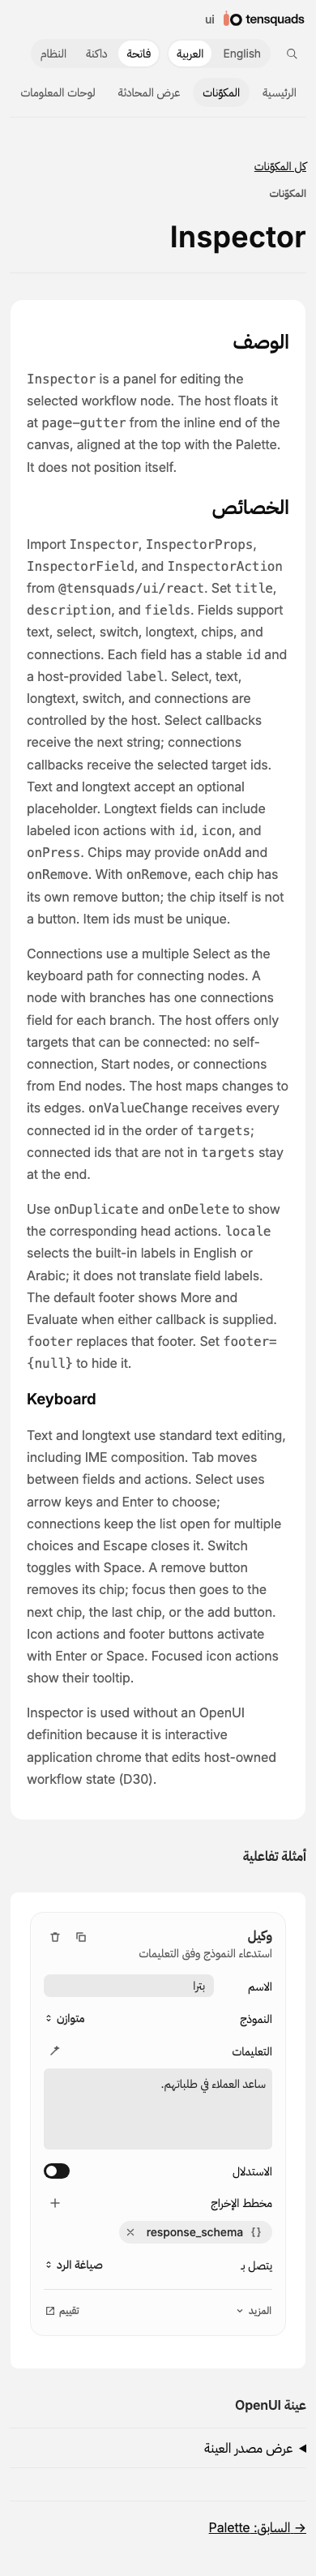 tensquads ui
English العربية فاتحة داكنة النظام
الرئيسية المكوّنات عرض المحادثة لوحات المعلومات
كل المكوّنات
المكوّنات
Inspector
الوصف
Inspector is a panel for editing the
selected workflow node. The host floats it
at page-gutter from the inline end of the
canvas, aligned at the top with the Palette.
It does not position itself.
الخصائص
Import Inspector, InspectorProps,
InspectorField, and InspectorAction
from @tensquads/ui/react. Set title,
description, and fields. Fields support
text, select, switch, longtext, chips, and
connections. Each field has a stable id and
a host-provided label. Select, text,
longtext, switch, and connections are
controlled by the host. Select callbacks
receive the next string; connections
callbacks receive the selected target ids.
Text and longtext accept an optional
placeholder. Longtext fields can include
labeled icon actions with id, icon, and
onPress. Chips may provide onAdd and
onRemove. With onRemove, each chip has
its own remove button; the chip itself is not
a button. Item ids must be unique.
Connections use a multiple Select as the
keyboard path for connecting nodes. A
node with branches has one connections
field for each branch. The host offers only
targets that can be connected: no self-
connection, Start nodes, or connections
from End nodes. The host maps changes to
its edges. onValueChange receives every
connected id in the order of targets;
connected ids that are not in targets stay
at the end.
Use onDuplicate and onDelete to show
the corresponding head actions. locale
selects the built-in labels in English or
Arabic; it does not translate field labels.
The default footer shows More and
Evaluate when either callback is supplied.
footer replaces that footer. Set footer=
{null} to hide it.
Keyboard
Text and longtext use standard text editing,
including IME composition. Tab moves
between fields and actions. Select uses
arrow keys and Enter to choose;
connections keep the list open for multiple
choices and Escape closes it. Switch
toggles with Space. A remove button
removes its chip; focus then goes to the
next chip, the last chip, or the add button.
Icon actions and footer buttons activate
with Enter or Space. Focused icon actions
show their tooltip.
Inspector is used without an OpenUI
definition because it is interactive
application chrome that edits host-owned
workflow state (D30).
أمثلة تفاعلية
وكيل
استدعاء النموذج وفق التعليمات
الاسم بترا
النموذج متوازن
التعليمات
ساعد العملاء في طلباتهم.
الاستدلال
مخطط الإخراج
{} response_schema
يتصل بـ صياغة الرد
المزيد تقييم
عينة OpenUI
عرض مصدر العينة
→ السابق: Palette